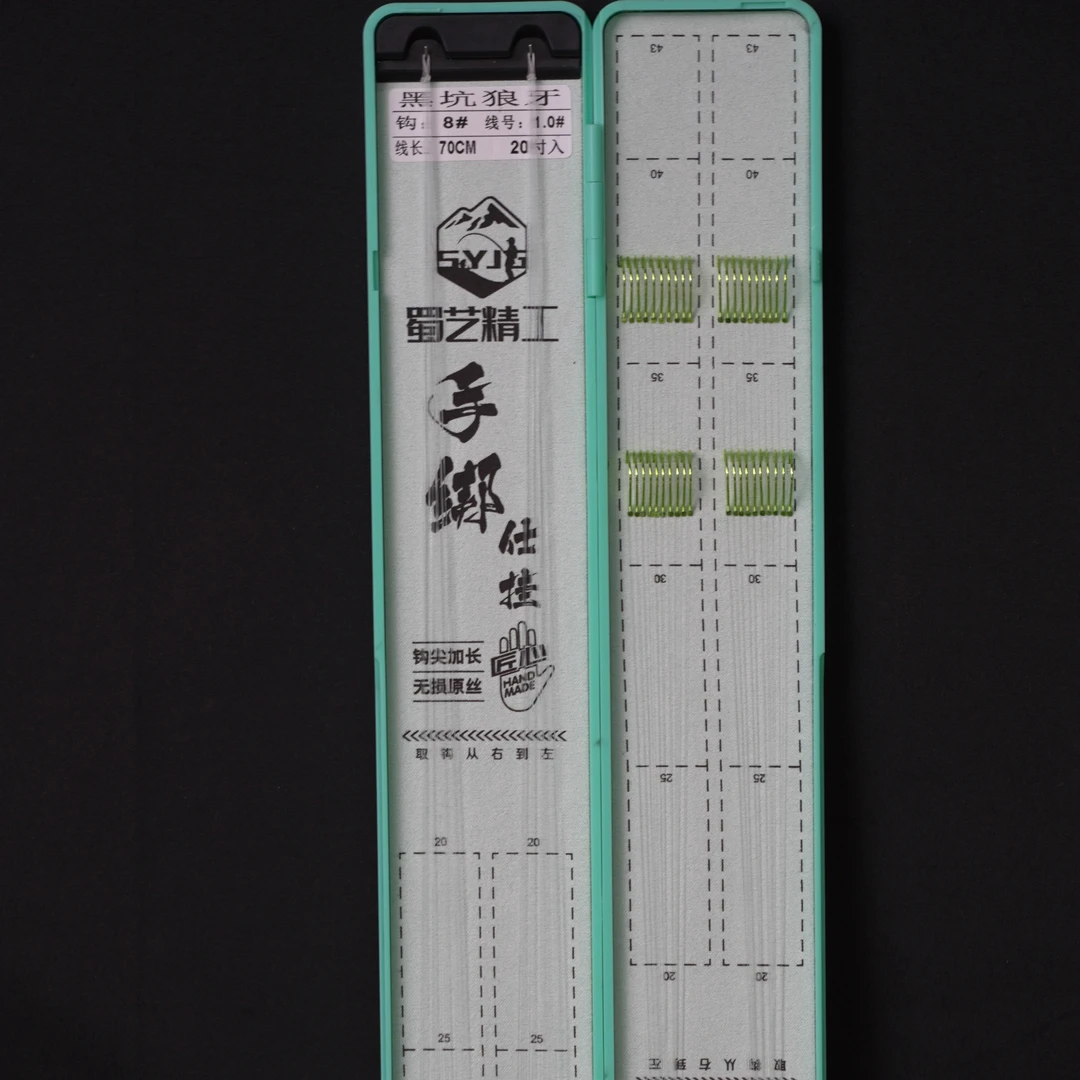 黑坑狼牙
钩: 8# 线号: 1.0#
线长: 70CM 20付入
SYJG
蜀艺精工
手
绑
仕
挂
钩尖加长
无损原丝
匠心
HAND
MADE
取钩从右到左
20 20
25 25
43 43
40 40
35 35
30 30
25 25
20 20
取钩从右到左